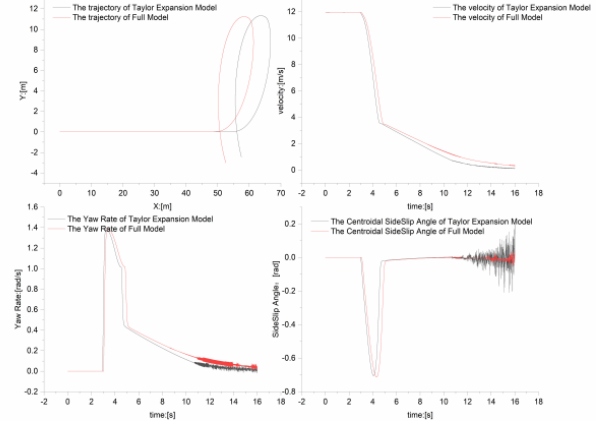 The trajectory of Taylor Expansion Model
The trajectory of Full Model
Y:[m]
12
10
8
6
4
2
0
-2
-4
0 10 20 30 40 50 60 70
X:[m]
The velocity of Taylor Expansion Model
The velocity of Full Model
velocity:[m/s]
12
10
8
6
4
2
0
-2 0 2 4 6 8 10 12 14 16 18
time:[s]
The Yaw Rate of Taylor Expansion Model
The Yaw Rate of Full Model
Yaw Rate:[rad/s]
1.6
1.4
1.2
1.0
0.8
0.6
0.4
0.2
0.0
-0.2
-2 0 2 4 6 8 10 12 14 16 18
time:[s]
The Centroidal SideSlip Angle of Taylor Expansion Model
The Centroidal SideSlip Angle of Full Model
SideSlip Angle：[rad]
0.2
0.0
-0.2
-0.4
-0.6
-0.8
-2 0 2 4 6 8 10 12 14 16 18
time:[s]